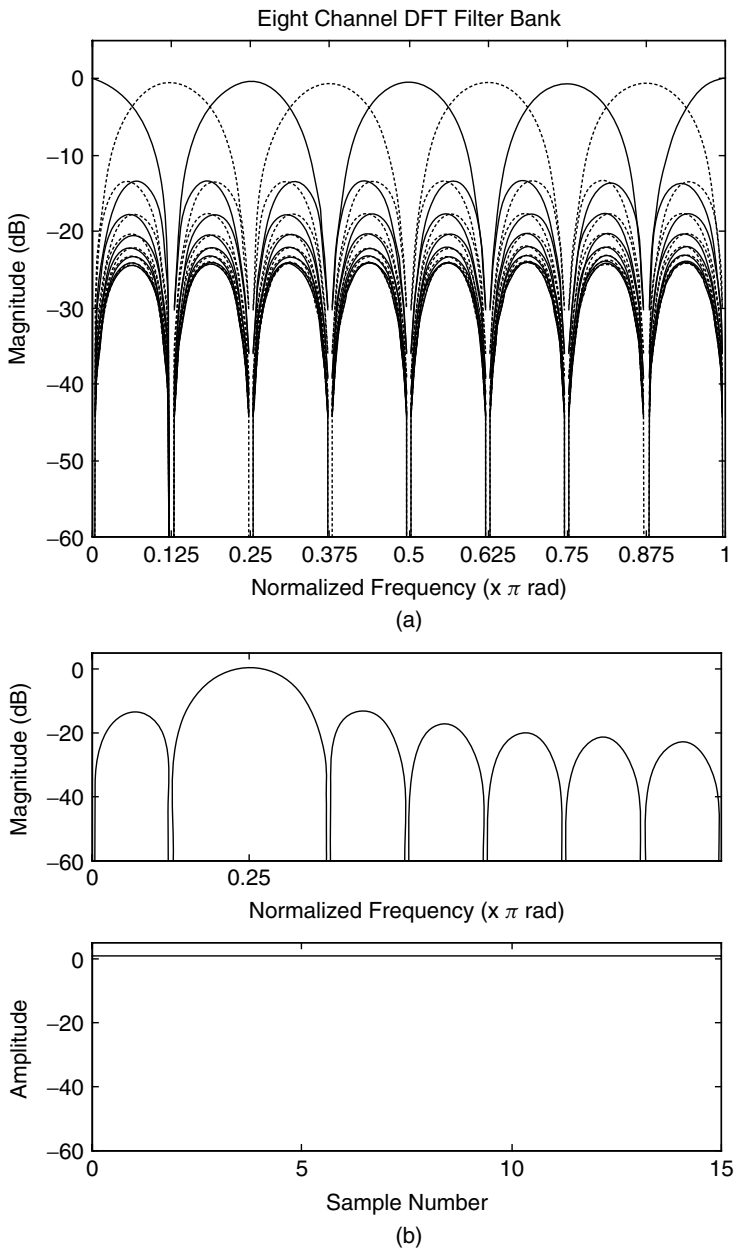 Eight Channel DFT Filter Bank
Magnitude (dB)
0
−10
−20
−30
−40
−50
−60
0 0.125 0.25 0.375 0.5 0.625 0.75 0.875 1
Normalized Frequency (x π rad)
(a)
Magnitude (dB)
0
−20
−40
−60
0 0.25
Normalized Frequency (x π rad)
Amplitude
0
−20
−40
−60
0 5 10 15
Sample Number
(b)